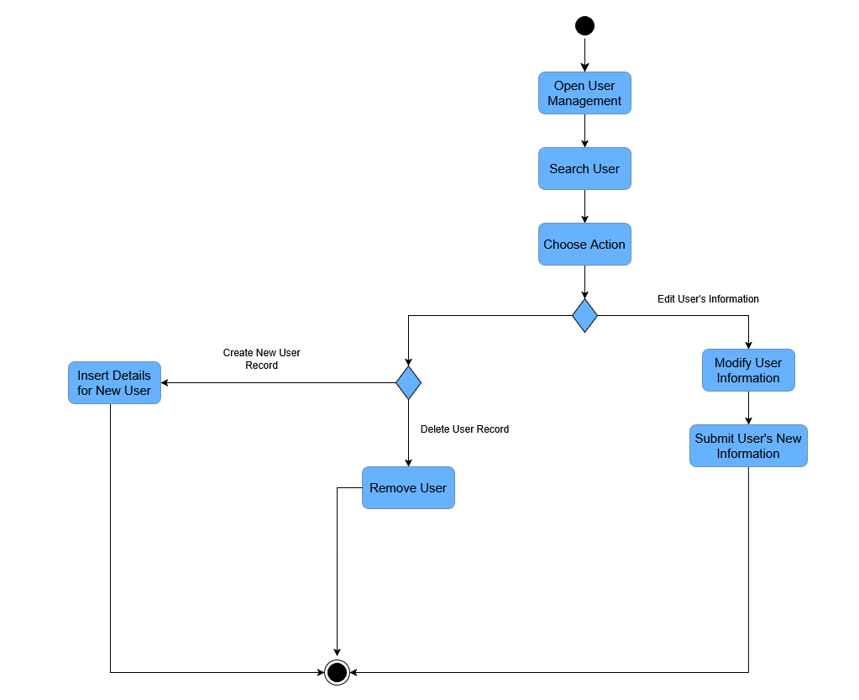 Open User
Management
Search User
Choose Action
Edit User's Information
Create New User
Record
Modify User
Information
Insert Details
for New User
Delete User Record
Submit User's New
Information
Remove User